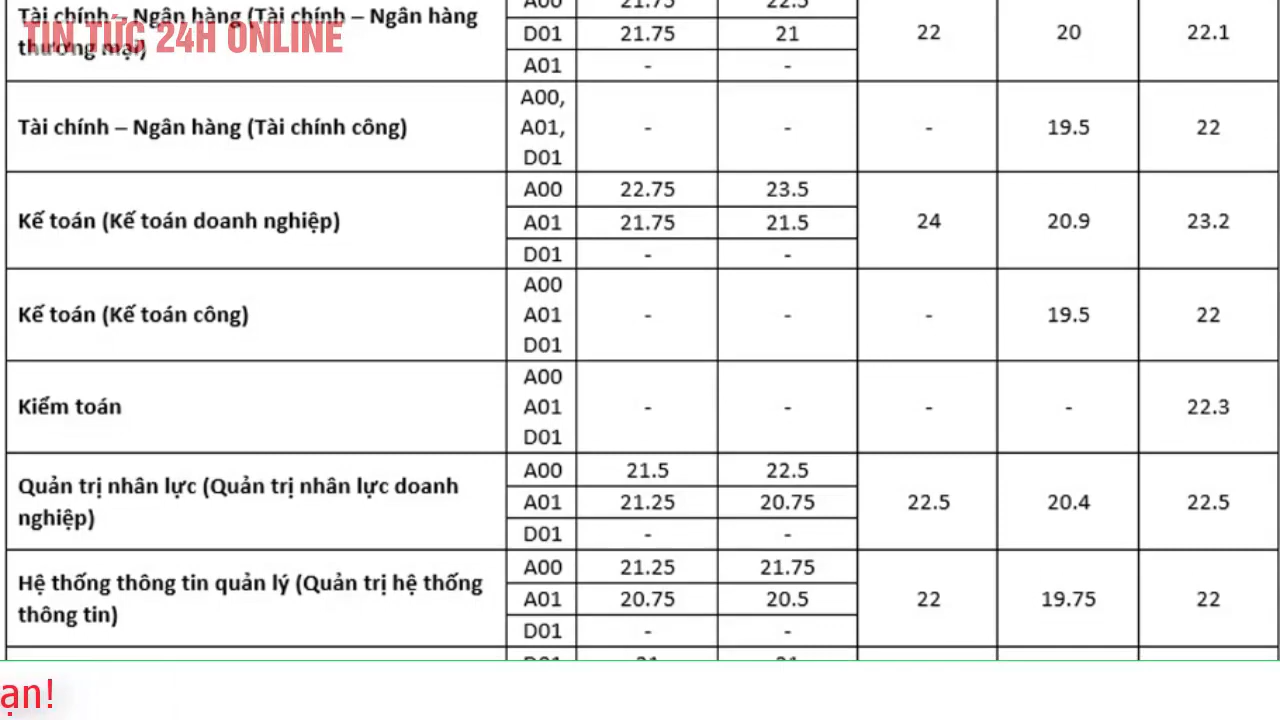 Tài chính – Ngân hàng (Tài chính – Ngân hàng
thương mại)
TIN TỨC 24H ONLINE
A00 21.75 22.5
D01 21.75 21
A01 - -
22 20 22.1
Tài chính – Ngân hàng (Tài chính công)
A00,
A01,
D01
- - - 19.5 22
Kế toán (Kế toán doanh nghiệp)
A00 22.75 23.5
A01 21.75 21.5
D01 - -
24 20.9 23.2
Kế toán (Kế toán công)
A00
A01
D01
- - - 19.5 22
Kiểm toán
A00
A01
D01
- - - - 22.3
Quản trị nhân lực (Quản trị nhân lực doanh
nghiệp)
A00 21.5 22.5
A01 21.25 20.75
D01 - -
22.5 20.4 22.5
Hệ thống thông tin quản lý (Quản trị hệ thống
thông tin)
A00 21.25 21.75
A01 20.75 20.5
D01 - -
22 19.75 22
D01 21 21
ạn!